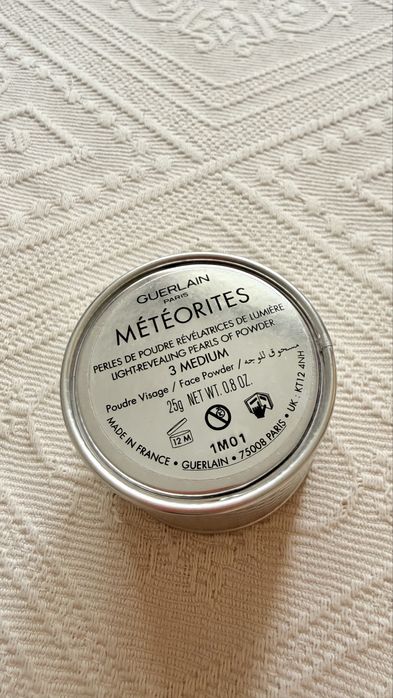 GUERLAIN
PARIS
MÉTÉORITES
PERLES DE POUDRE RÉVÉLATRICES DE LUMIÈRE
LIGHT-REVEALING PEARLS OF POWDER
3 MEDIUM
Poudre Visage / Face Powder / مسحوق للوجه
25g NET WT. 0.8 OZ.
12 M
1M01
MADE IN FRANCE • GUERLAIN • 75008 PARIS • UK: KT12 4NH